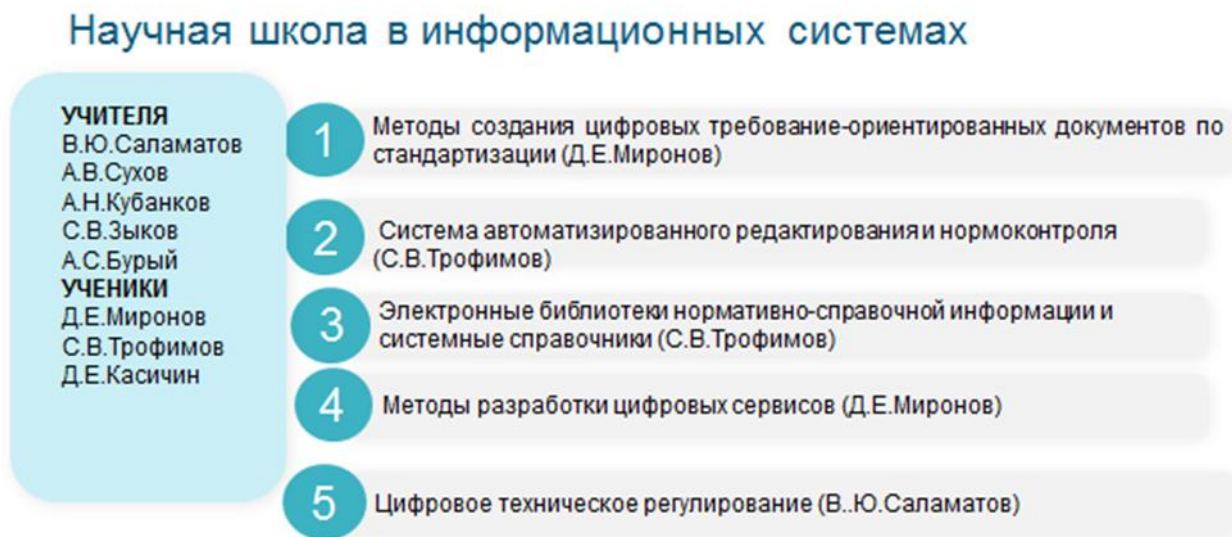 Научная школа в информационных системах
УЧИТЕЛЯ
В.Ю.Саламатов
А.В.Сухов
А.Н.Кубанков
С.В.Зыков
А.С.Бурый
УЧЕНИКИ
Д.Е.Миронов
С.В.Трофимов
Д.Е.Касичин
1
Методы создания цифровых требование-ориентированных документов по
стандартизации (Д.Е.Миронов)
2
Система автоматизированного редактирования и нормоконтроля
(С.В.Трофимов)
3
Электронные библиотеки нормативно-справочной информации и
системные справочники (С.В.Трофимов)
4
Методы разработки цифровых сервисов (Д.Е.Миронов)
5
Цифровое техническое регулирование (В..Ю.Саламатов)